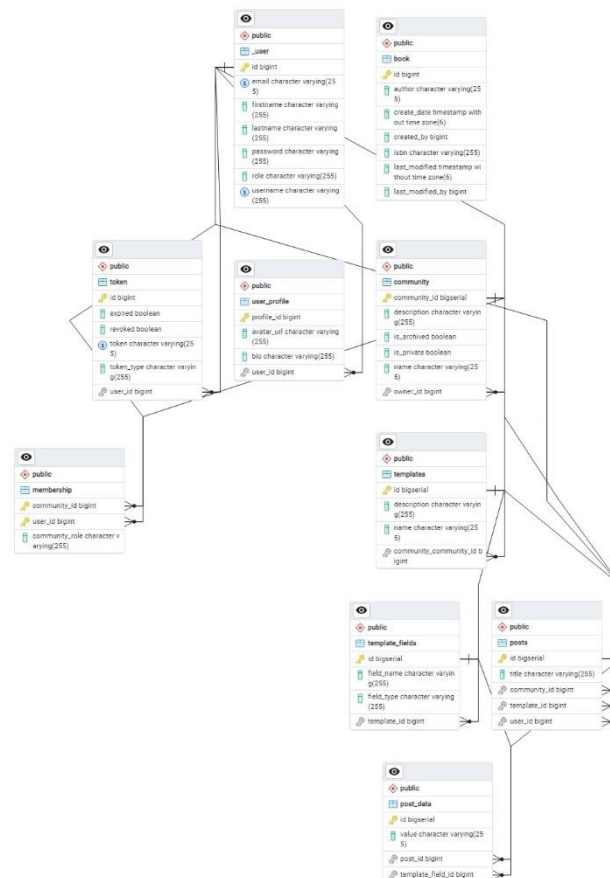 public
_user
id bigint
email character varying(25
5)
firstname character varying
(255)
lastname character varying
(255)
password character varying
(255)
role character varying(255)
username character varying
(255)
public
book
id bigint
author character varying(25
5)
create_date timestamp with
out time zone(6)
created_by bigint
isbn character varying(255)
last_modified timestamp wi
thout time zone(6)
last_modified_by bigint
public
token
id bigint
expired boolean
revoked boolean
token character varying(25
5)
token_type character varyin
g(255)
user_id bigint
public
user_profile
profile_id bigint
avatar_url character varying
(255)
bio character varying(255)
user_id bigint
public
community
community_id bigserial
description character varyin
g(255)
is_archived boolean
is_private boolean
name character varying(25
5)
owner_id bigint
public
membership
community_id bigint
user_id bigint
community_role character v
arying(255)
public
templates
id bigserial
description character varyin
g(255)
name character varying(25
5)
community_community_id b
igint
public
template_fields
id bigserial
field_name character varyin
g(255)
field_type character varying
(255)
template_id bigint
public
posts
id bigserial
title character varying(255)
community_id bigint
template_id bigint
user_id bigint
public
post_data
id bigserial
value character varying(25
5)
post_id bigint
template_field_id bigint